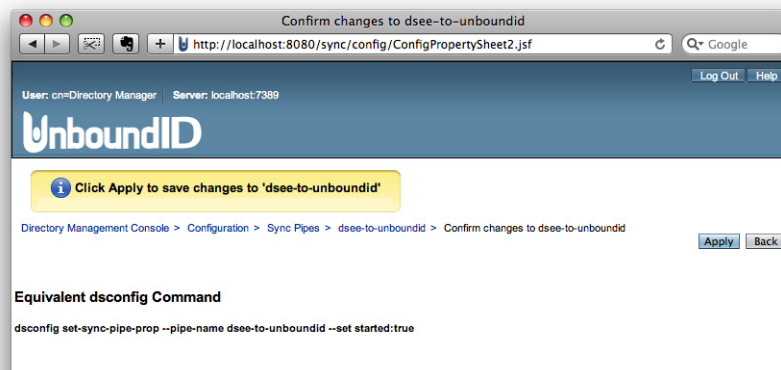 Confirm changes to dsee-to-unboundid
http://localhost:8080/sync/config/ConfigPropertySheet2.jsf
Google
Log Out Help
User: cn=Directory Manager Server: localhost:7389
UnboundID
Click Apply to save changes to 'dsee-to-unboundid'
Directory Management Console > Configuration > Sync Pipes > dsee-to-unboundid > Confirm changes to dsee-to-unboundid
Apply Back
Equivalent dsconfig Command
dsconfig set-sync-pipe-prop --pipe-name dsee-to-unboundid --set started:true